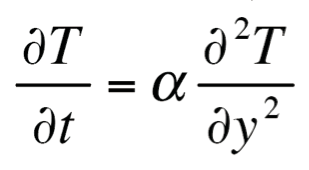 ∂T/∂t = α ∂²T/∂y²